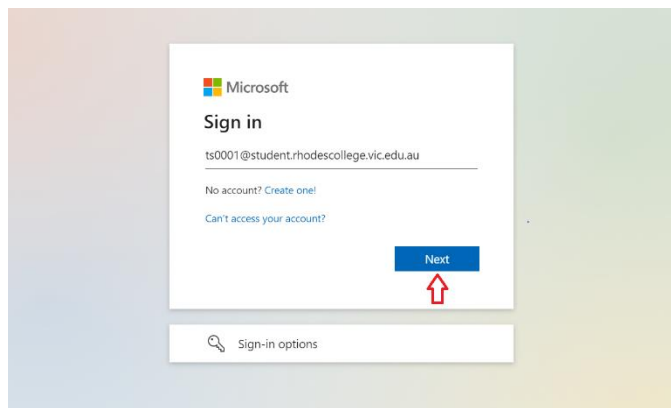 Microsoft
Sign in
ts0001@student.rhodescollege.vic.edu.au
No account? Create one!
Can't access your account?
Next
Sign-in options